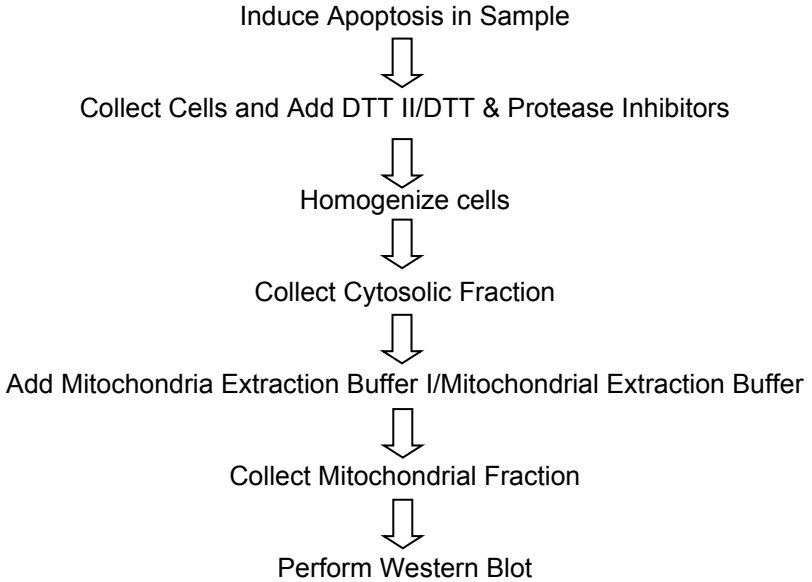 Induce Apoptosis in Sample
Collect Cells and Add DTT II/DTT & Protease Inhibitors
Homogenize cells
Collect Cytosolic Fraction
Add Mitochondria Extraction Buffer I/Mitochondrial Extraction Buffer
Collect Mitochondrial Fraction
Perform Western Blot